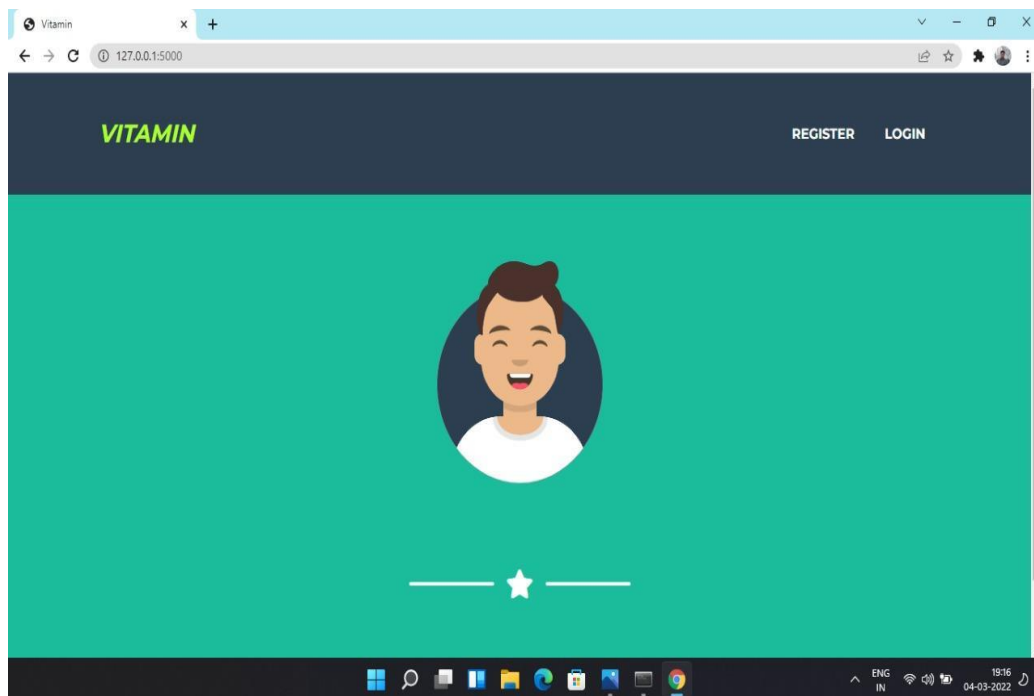 Vitamin
127.0.0.1:5000
VITAMIN
REGISTER LOGIN
ENG
IN
19:16
04-03-2022